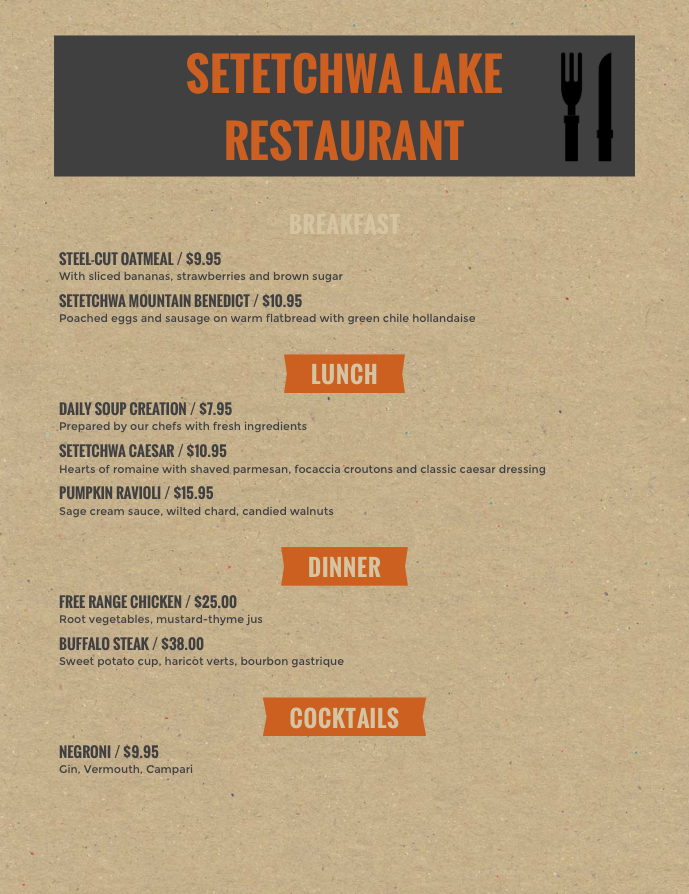 SETETCHWA LAKE
RESTAURANT
BREAKFAST
STEEL-CUT OATMEAL / $9.95
With sliced bananas, strawberries and brown sugar
SETETCHWA MOUNTAIN BENEDICT / $10.95
Poached eggs and sausage on warm flatbread with green chile hollandaise
LUNCH
DAILY SOUP CREATION / $7.95
Prepared by our chefs with fresh ingredients
SETETCHWA CAESAR / $10.95
Hearts of romaine with shaved parmesan, focaccia croutons and classic caesar dressing
PUMPKIN RAVIOLI / $15.95
Sage cream sauce, wilted chard, candied walnuts
DINNER
FREE RANGE CHICKEN / $25.00
Root vegetables, mustard-thyme jus
BUFFALO STEAK / $38.00
Sweet potato cup, haricot verts, bourbon gastrique
COCKTAILS
NEGRONI / $9.95
Gin, Vermouth, Campari